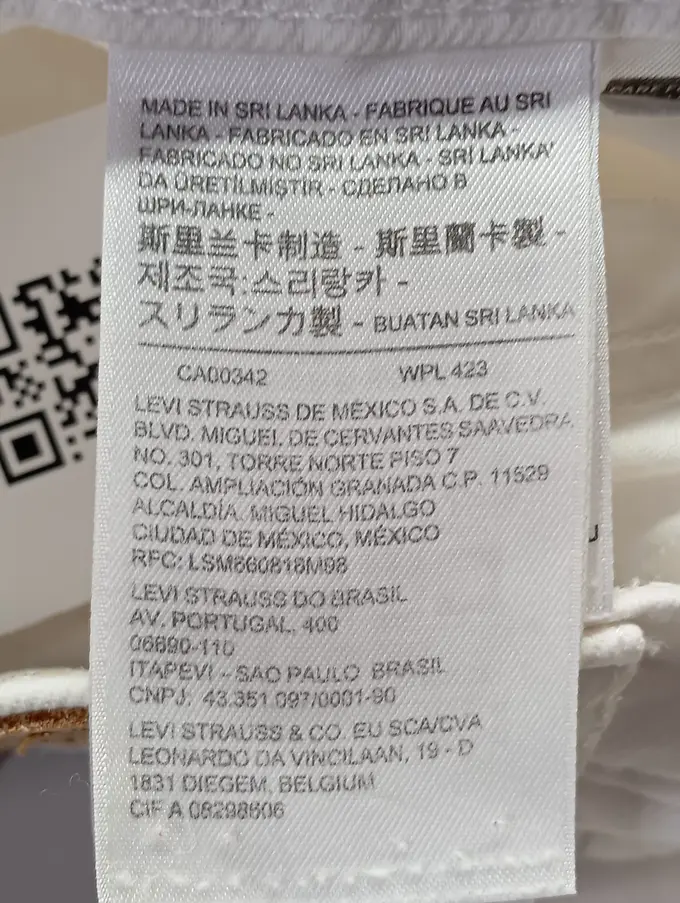 MADE IN SRI LANKA - FABRIQUE AU SRI
LANKA - FABRICADO EN SRI LANKA -
FABRICADO NO SRI LANKA - SRI LANKA'
DA ÜRETİLMİŞTİR - СДЕЛАНО В
ШРИ-ЛАНКЕ -
斯里兰卡制造 - 斯里蘭卡製 -
제조국:스리랑카 -
スリランカ製 - BUATAN SRI LANKA
CA00342 WPL 423
LEVI STRAUSS DE MÉXICO S.A. DE C.V.
BLVD. MIGUEL DE CERVANTES SAAVEDRA
NO. 301, TORRE NORTE PISO 7
COL. AMPLIACIÓN GRANADA C.P. 11529
ALCALDÍA. MIGUEL HIDALGO
CIUDAD DE MÉXICO, MÉXICO
RFC: LSM860818M98
LEVI STRAUSS DO BRASIL
AV. PORTUGAL, 400
06690-110
ITAPEVI - SAO PAULO BRASIL
CNPJ: 43.351.097/0001-90
LEVI STRAUSS & CO. EU SCA/CVA
LEONARDO DA VINCILAAN, 19 - D
1831 DIEGEM, BELGIUM
CIF A 08298606